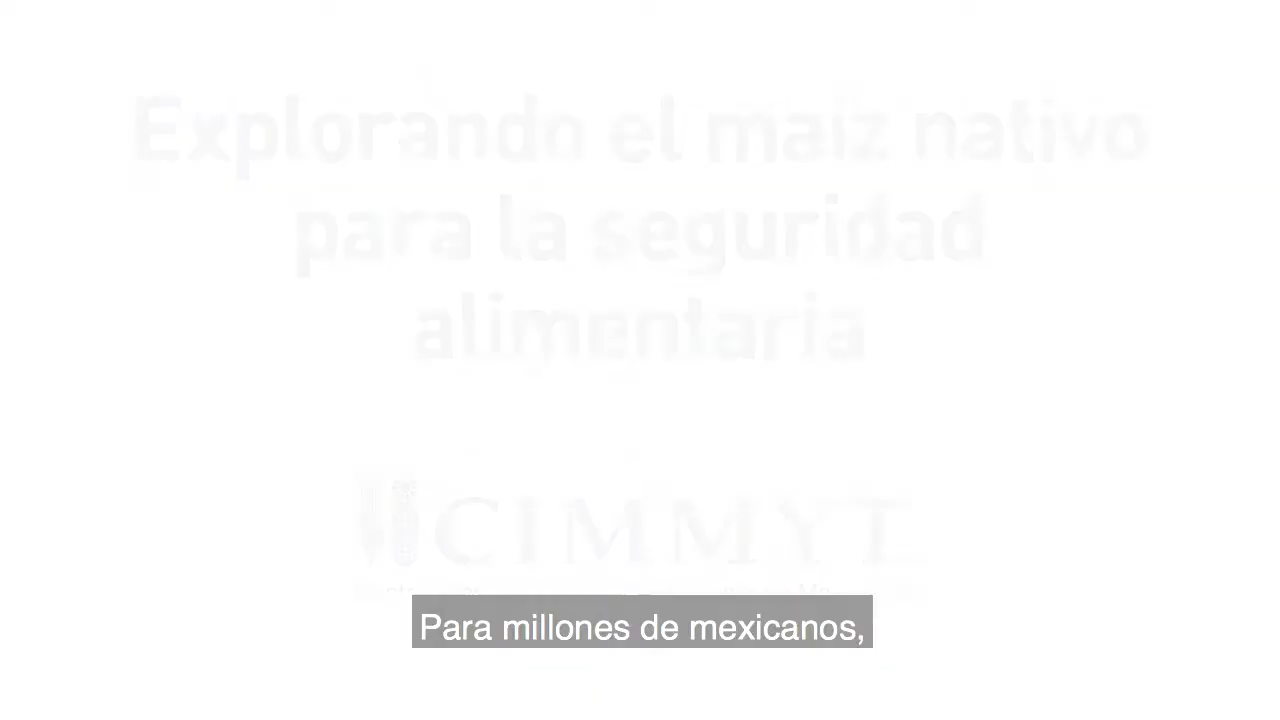 Explorando el maíz nativo
para la seguridad
alimentaria
CIMMYT
Para millones de mexicanos,